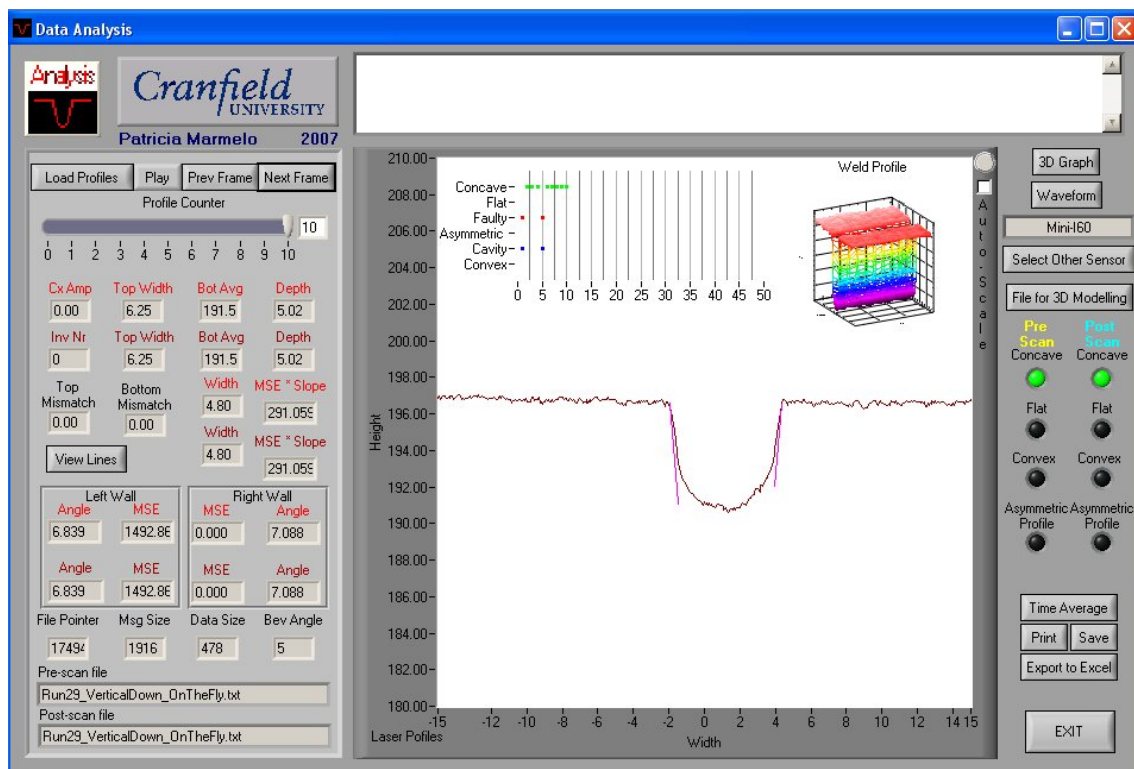 Data Analysis
Analysis
Cranfield
UNIVERSITY
Patricia Marmelo 2007
Load Profiles Play Prev Frame Next Frame
Profile Counter
10
0 1 2 3 4 5 6 7 8 9 10
Cx Amp Top Width Bot Avg Depth
0.00 6.25 191.5 5.02
Inv Nr Top Width Bot Avg Depth
0 6.25 191.5 5.02
Top Mismatch Bottom Mismatch Width MSE * Slope
0.00 0.00 4.80 291.059
Width MSE * Slope
4.80 291.059
View Lines
Left Wall Right Wall
Angle MSE MSE Angle
6.839 1492.86 0.000 7.088
Angle MSE MSE Angle
6.839 1492.86 0.000 7.088
File Pointer Msg Size Data Size Bev Angle
17494 1916 478 5
Pre-scan file
Run29_VerticalDown_OnTheFly.txt
Post-scan file
Run29_VerticalDown_OnTheFly.txt
210.00
208.00
206.00
204.00
202.00
200.00
198.00
196.00
194.00
192.00
190.00
188.00
186.00
184.00
182.00
180.00
Height
Concave
Flat
Faulty
Asymmetric
Cavity
Convex
0 5 10 15 20 25 30 35 40 45 50
Weld Profile
Auto-Scale
-15 -12 -10 -8 -6 -4 -2 0 2 4 6 8 10 12 14 15
Laser Pofiles
Width
3D Graph
Waveform
Mini-I60
Select Other Sensor
File for 3D Modelling
Pre Scan Post Scan
Concave Concave
Flat Flat
Convex Convex
Asymmetric Profile Asymmetric Profile
Time Average
Print Save
Export to Excel
EXIT